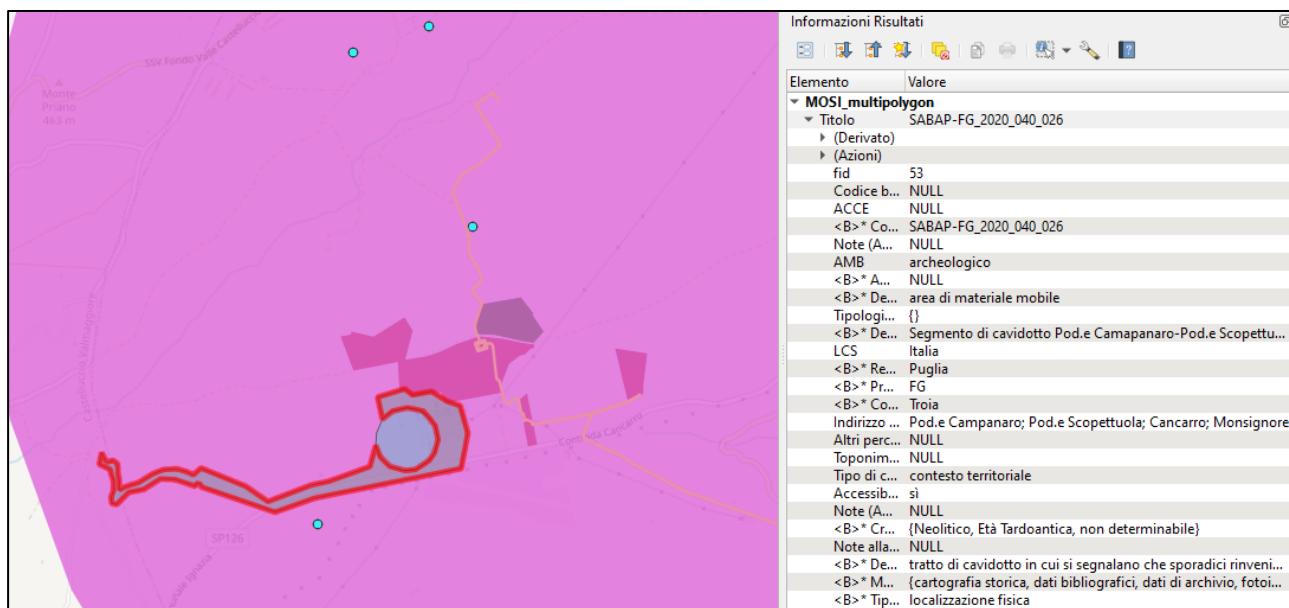 SSV Fondo Valle Castelluccio
Monte
Priano
463 m
Castelluccio Valmaggiore
Contrada Cancarro
SP126
Informazioni Risultati
Elemento Valore
MOSI_multipolygon
Titolo SABAP-FG_2020_040_026
(Derivato)
(Azioni)
fid 53
Codice b... NULL
ACCE NULL
<B>* Co... SABAP-FG_2020_040_026
Note (A... NULL
AMB archeologico
<B>* A... NULL
<B>* De... area di materiale mobile
Tipologi... {}
<B>* De... Segmento di cavidotto Pod.e Camapanaro-Pod.e Scopettu...
LCS Italia
<B>* Re... Puglia
<B>* Pr... FG
<B>* Co... Troia
Indirizzo ... Pod.e Campanaro; Pod.e Scopettuola; Cancarro; Monsignore
Altri perc... NULL
Toponim... NULL
Tipo di c... contesto territoriale
Accessib... sì
Note (A... NULL
<B>* Cr... {Neolitico, Età Tardoantica, non determinabile}
Note alla... NULL
<B>* De... tratto di cavidotto in cui si segnalano che sporadici rinveni...
<B>* M... {cartografia storica, dati bibliografici, dati di archivio, fotoi...
<B>* Tip... localizzazione fisica